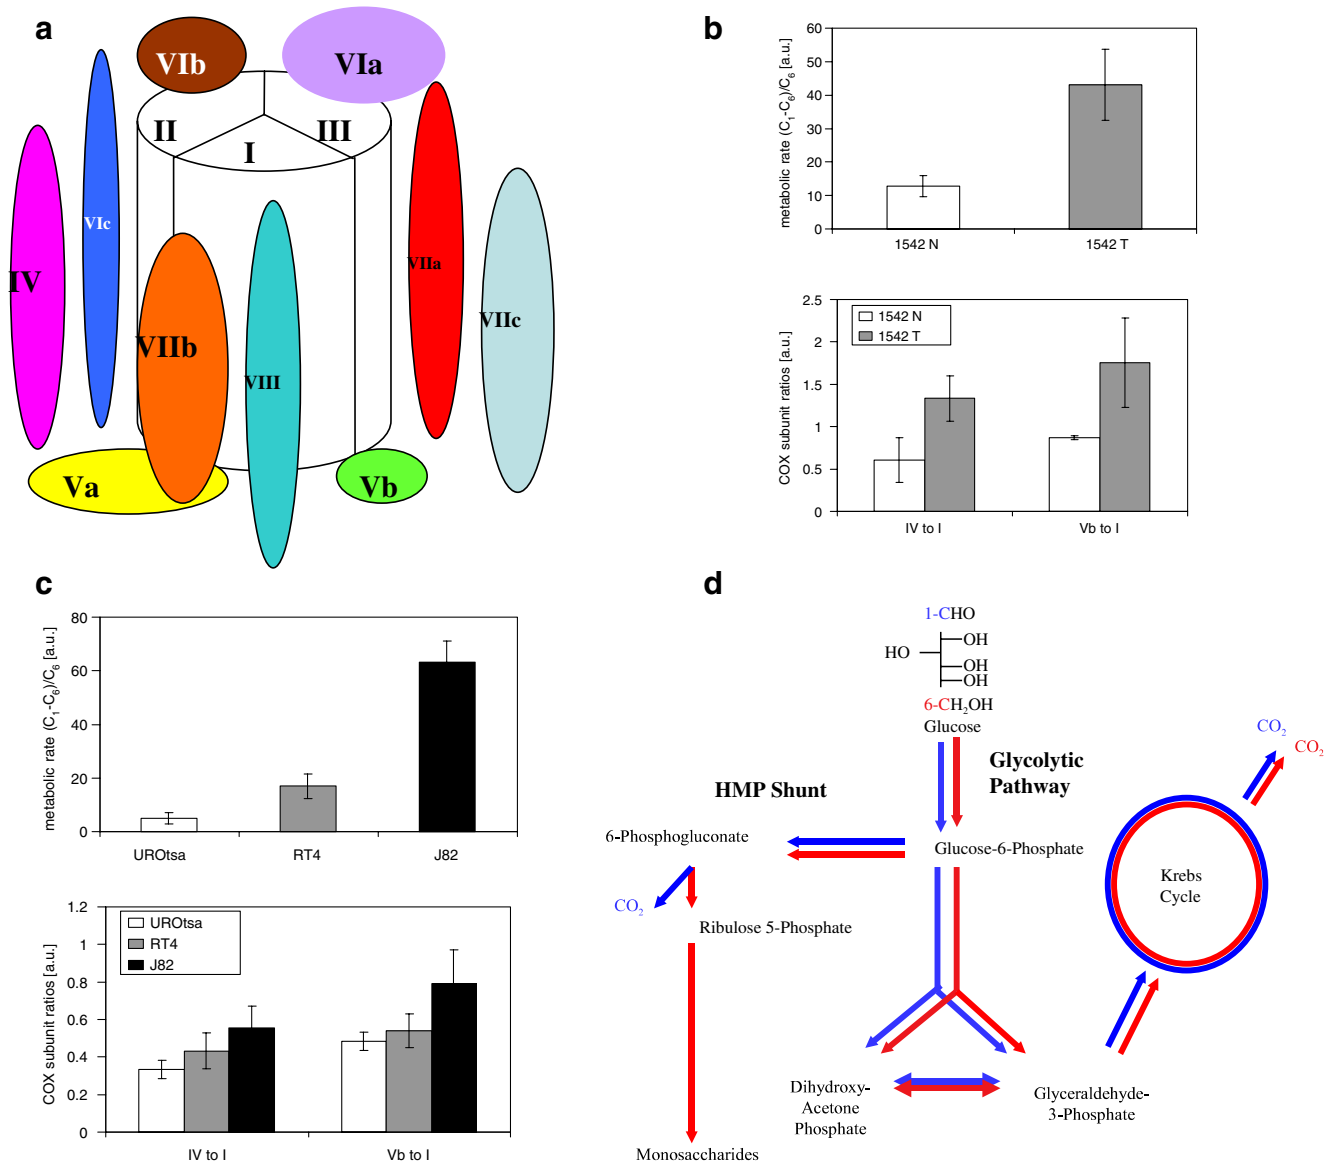 a
VIb
VIa
II
III
I
VIc
IV
VIIa
VIIc
VIIb
VIII
Va
Vb
b
metabolic rate (C1-C6)/C6 [a.u.]
60
50
40
30
20
10
0
1542 N
1542 T
COX subunit ratios [a.u.]
2.5
2
1.5
1
0.5
0
1542 N
1542 T
IV to I
Vb to I
c
metabolic rate (C1-C6)/C6 [a.u.]
80
60
40
20
0
UROtsa
RT4
J82
COX subunit ratios [a.u.]
1.2
1
0.8
0.6
0.4
0.2
0
UROtsa
RT4
J82
IV to I
Vb to I
d
1-CHO
OH
HO
OH
OH
6-CH2OH
Glucose
Glycolytic
Pathway
HMP Shunt
CO2
CO2
6-Phosphogluconate
Glucose-6-Phosphate
Krebs
Cycle
CO2
Ribulose 5-Phosphate
Dihydroxy-
Acetone
Phosphate
Glyceraldehyde-
3-Phosphate
Monosaccharides